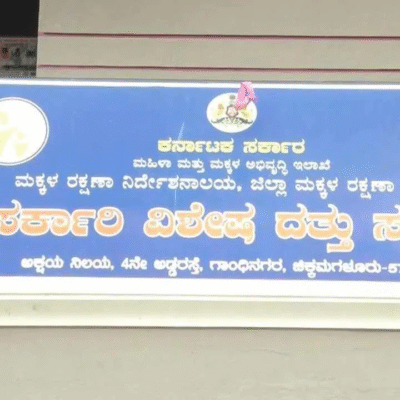 ಕರ್ನಾಟಕ ಸರ್ಕಾರ
ಮಹಿಳಾ ಮತ್ತು ಮಕ್ಕಳ ಅಭಿವೃದ್ಧಿ ಇಲಾಖೆ
ಮಕ್ಕಳ ರಕ್ಷಣಾ ನಿರ್ದೇಶನಾಲಯ, ಜಿಲ್ಲಾ ಮಕ್ಕಳ ರಕ್ಷಣಾ
ಸರ್ಕಾರಿ ವಿಶೇಷ ದತ್ತು ಸ
ಅಕ್ಷಯ ನಿಲಯ, 4ನೇ ಅಡ್ಡರಸ್ತೆ, ಗಾಂಧಿನಗರ, ಚಿಕ್ಕಮಗಳೂರು-